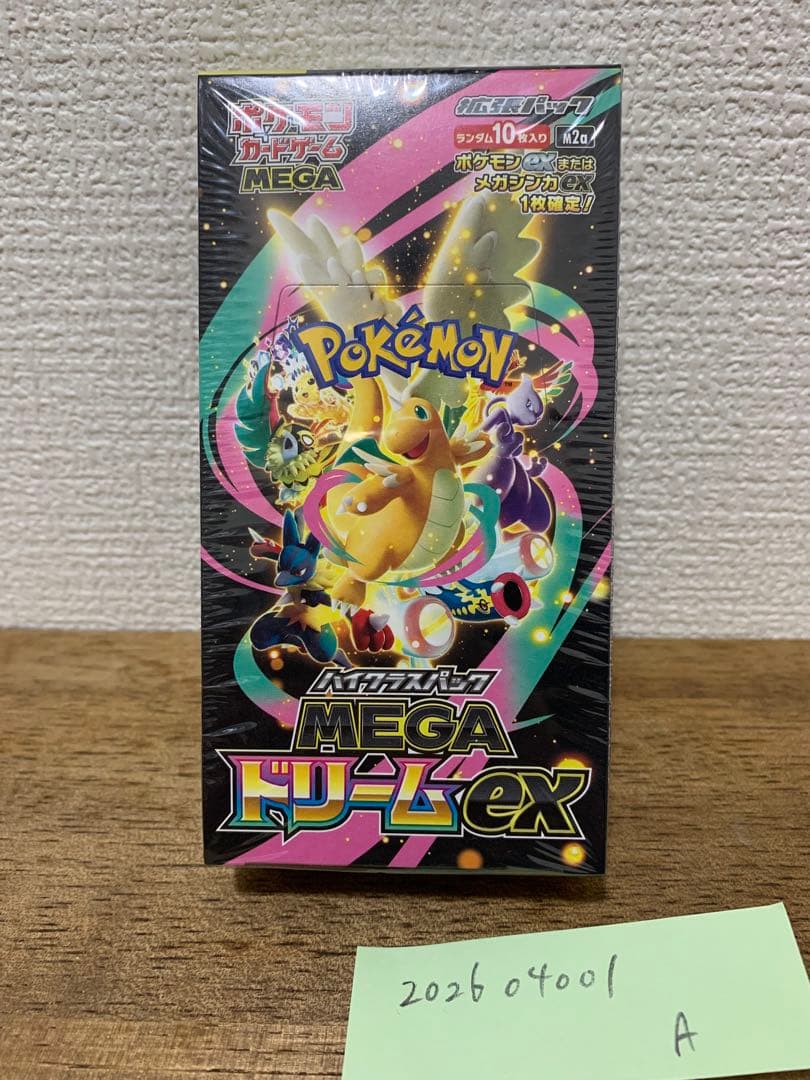 ポケモン
カードゲーム
MEGA
拡張パック
ランダム10枚入り M2a
ポケモンexまたは
メガシンカex
1枚確定!
POKÉMON
TM
ハイクラスパック
MEGA
ドリームex
2026 04001
A